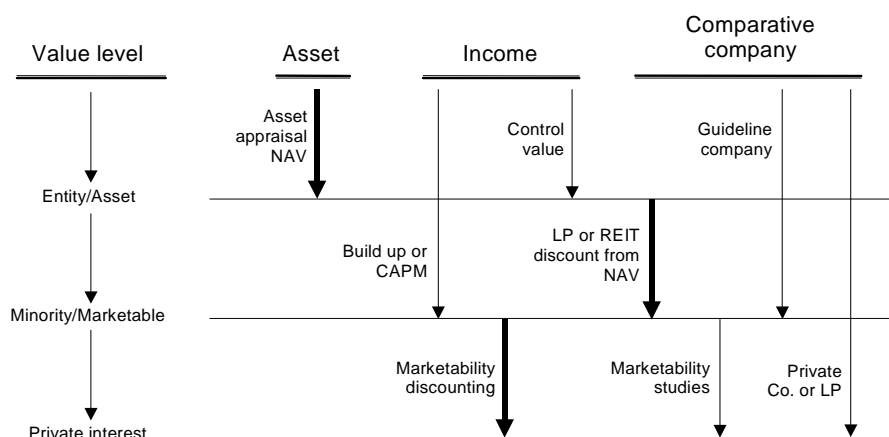 Value level
Asset
Income
Comparative
company
Asset
appraisal
NAV
Control
value
Guideline
company
Entity/Asset
Build up or
CAPM
LP or REIT
discount from
NAV
Minority/Marketable
Marketability
discounting
Marketability
studies
Private
Co. or LP
Private interest